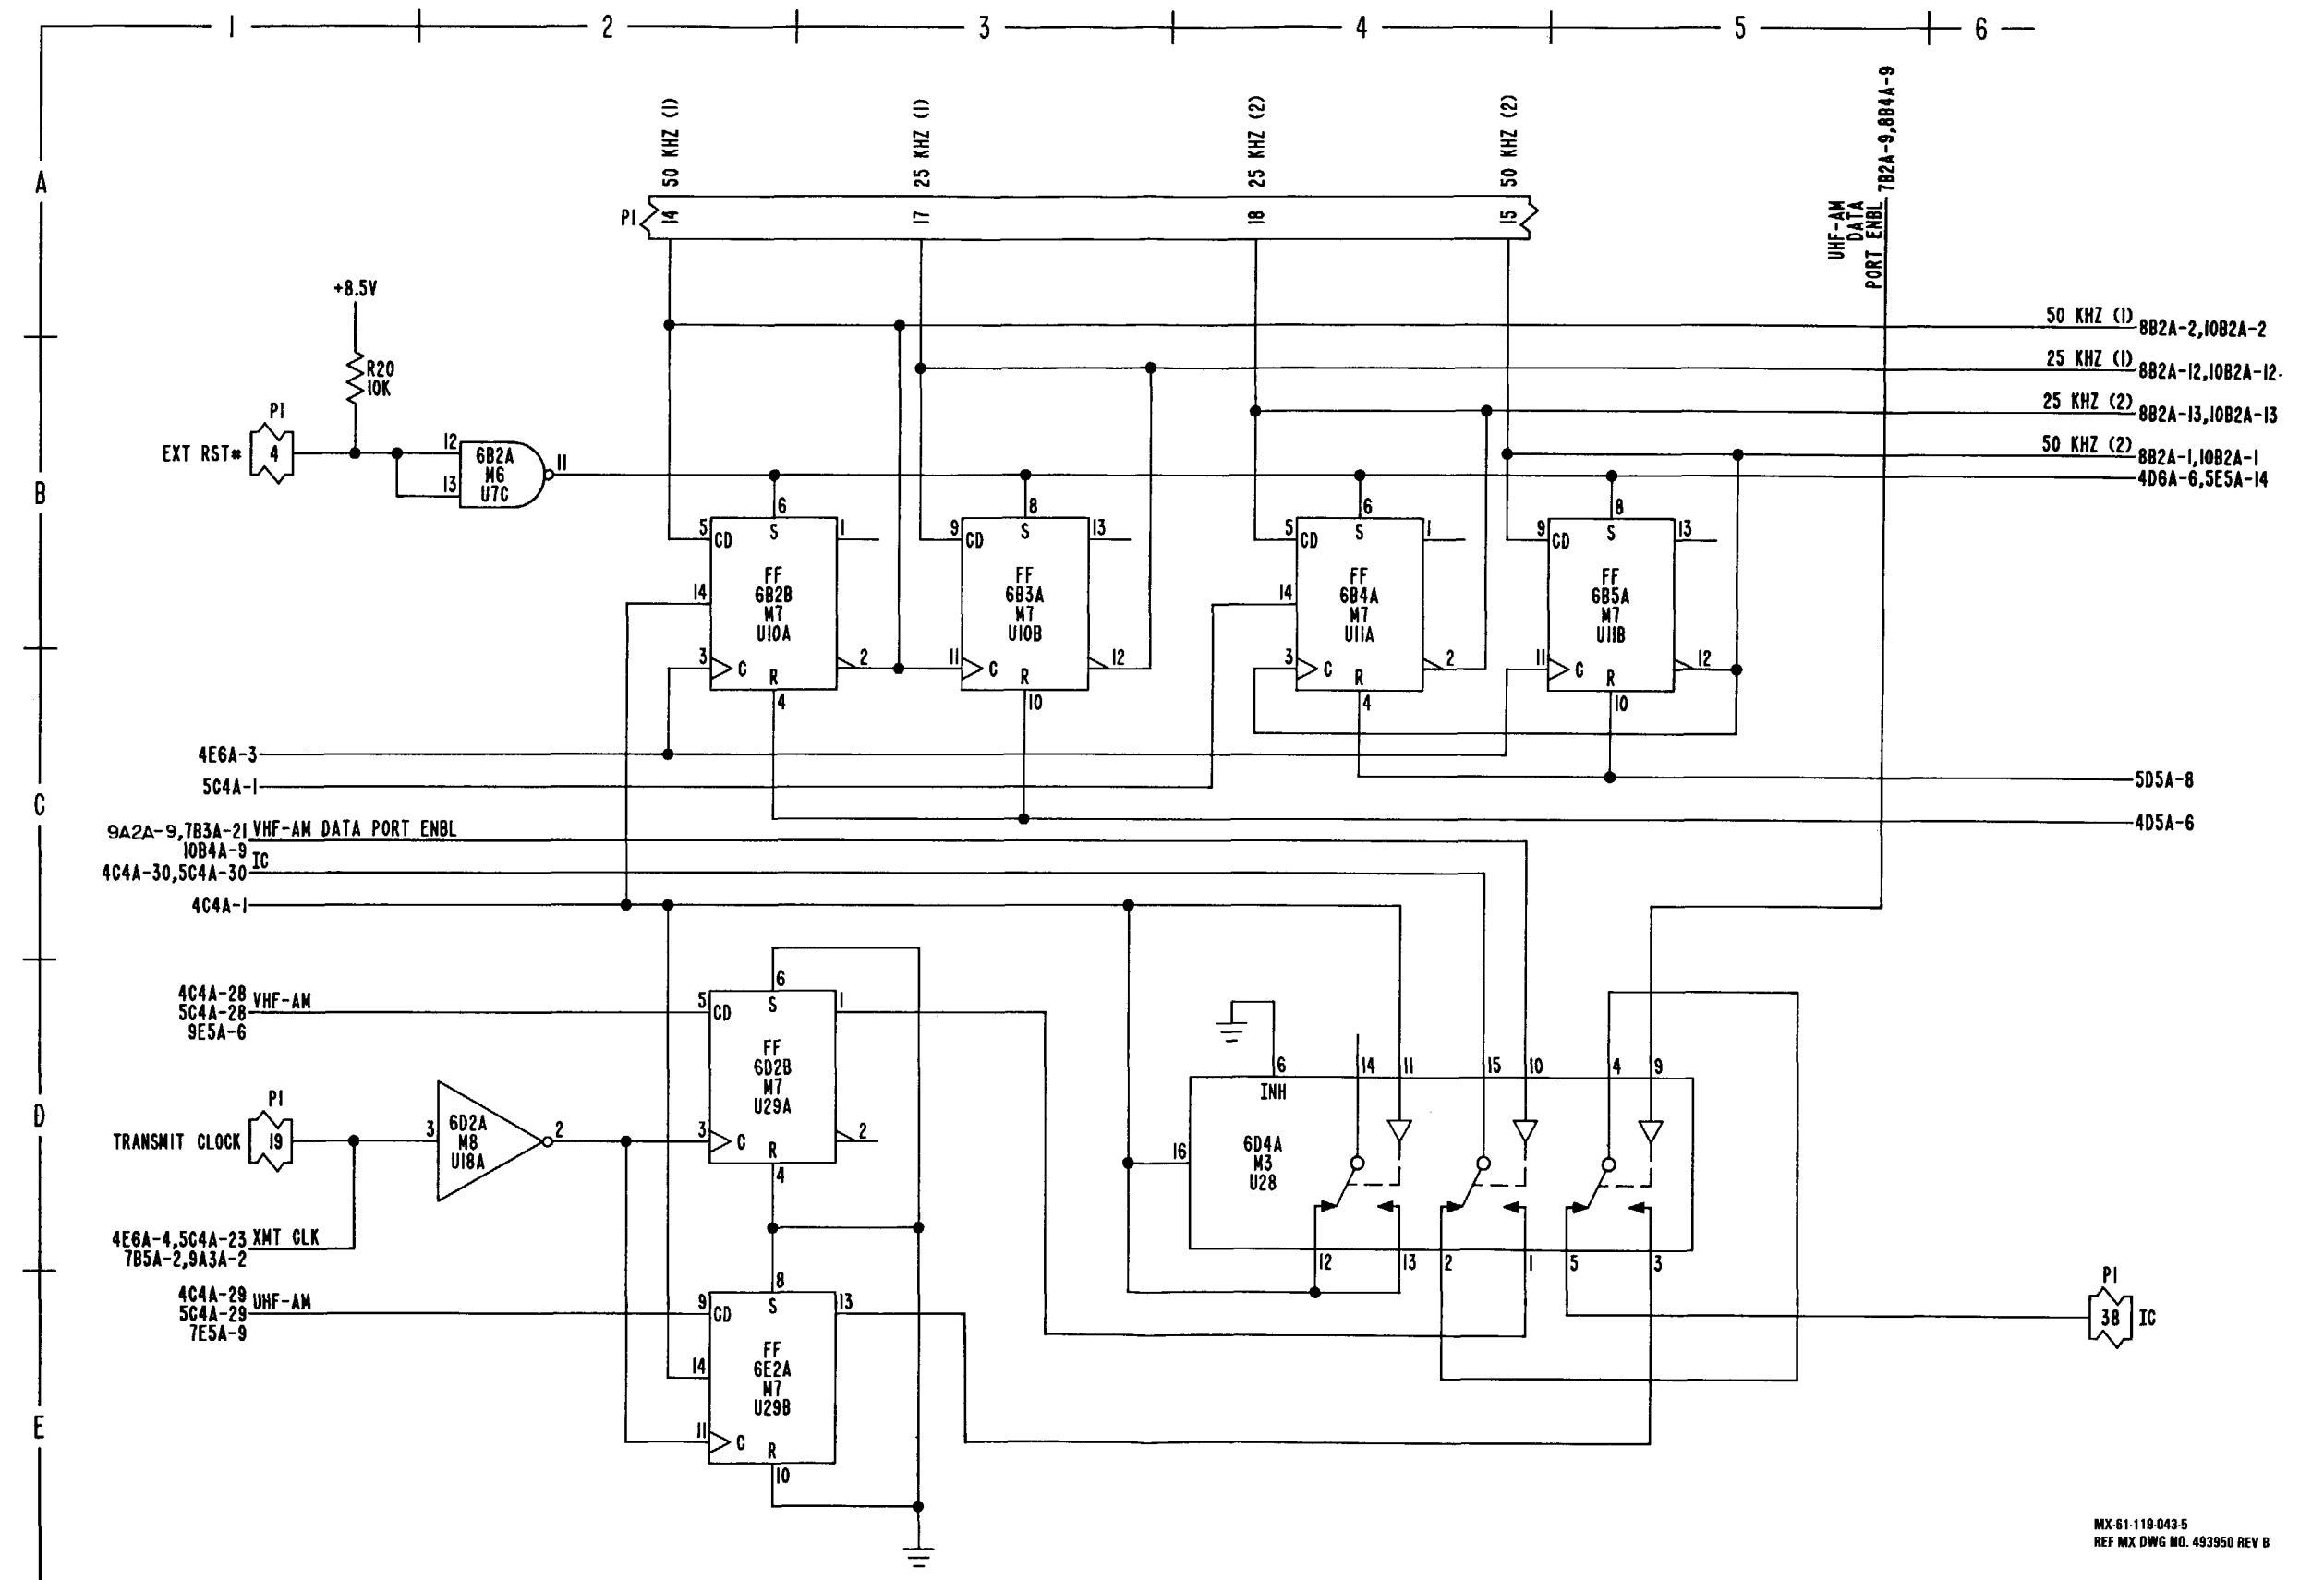 1 2 3 4 5 6
A
B
C
D
E
50 KHZ (1)
25 KHZ (1)
25 KHZ (2)
50 KHZ (2)
P1 14 17 18 15
UHF-AM
DATA
PORT ENBL 7B2A-9,8B4A-9
+8.5V
R20
10K
P1
EXT RST* 4
12
13
6B2A
M6
U7C
11
50 KHZ (1) 8B2A-2,10B2A-2
25 KHZ (1) 8B2A-12,10B2A-12
25 KHZ (2) 8B2A-13,10B2A-13
50 KHZ (2) 8B2A-1,10B2A-1
4D6A-6,5E5A-14
6
5 CD S 1
FF
14 6B2B
M7
U10A
3 C 2
R
4
8
9 CD S 13
FF
6B3A
M7
U10B
11 C 12
R
10
6
5 CD S 1
FF
14 6B4A
M7
U11A
3 C 2
R
4
8
9 CD S 13
FF
6B5A
M7
U11B
11 C 12
R
10
4E6A-3
5C4A-1
5D5A-8
4D5A-6
9A2A-9,7B3A-21 VHF-AM DATA PORT ENBL
10B4A-9
IC
4C4A-30,5C4A-30
4C4A-1
4C4A-28
5C4A-28
9E5A-6
VHF-AM
6
5 CD S 1
FF
6D2B
M7
U29A
3 C 2
R
4
P1
TRANSMIT CLOCK 19
3 6D2A 2
M8
U18A
4E6A-4,5C4A-23 XMT CLK
7B5A-2,9A3A-2
4C4A-29
5C4A-29
7E5A-9
UHF-AM
8
9 CD S 13
FF
14 6E2A
M7
U29B
11 C
R
10
6 14 11 15 10 4 9
INH
16
6D4A
M3
U28
12 13 2 1 5 3
P1
38 IC
MX-61-119-043-5
REF MX DWG NO. 493950 REV B